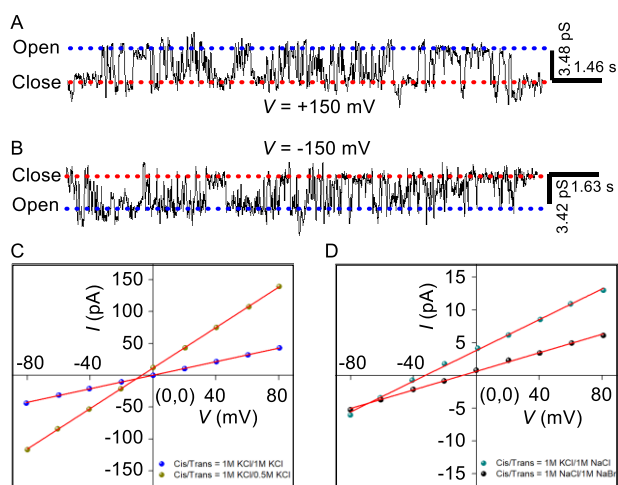 A
Open
Close
3.48 pS
1.46 s
V = +150 mV
B
V = -150 mV
Close
Open
3.42 pS
1.63 s
C
150
I (pA)
100
50
-80
-40
(0,0)
40
80
V (mV)
-50
-100
-150
Cis/Trans = 1M KCl/1M KCl
Cis/Trans = 1M KCl/0.5M KCl
D
15
I (pA)
10
5
-80
-40
(0,0)
40
80
V (mV)
-5
-10
-15
Cis/Trans = 1M KCl/1M NaCl
Cis/Trans = 1M NaCl/1M NaBr